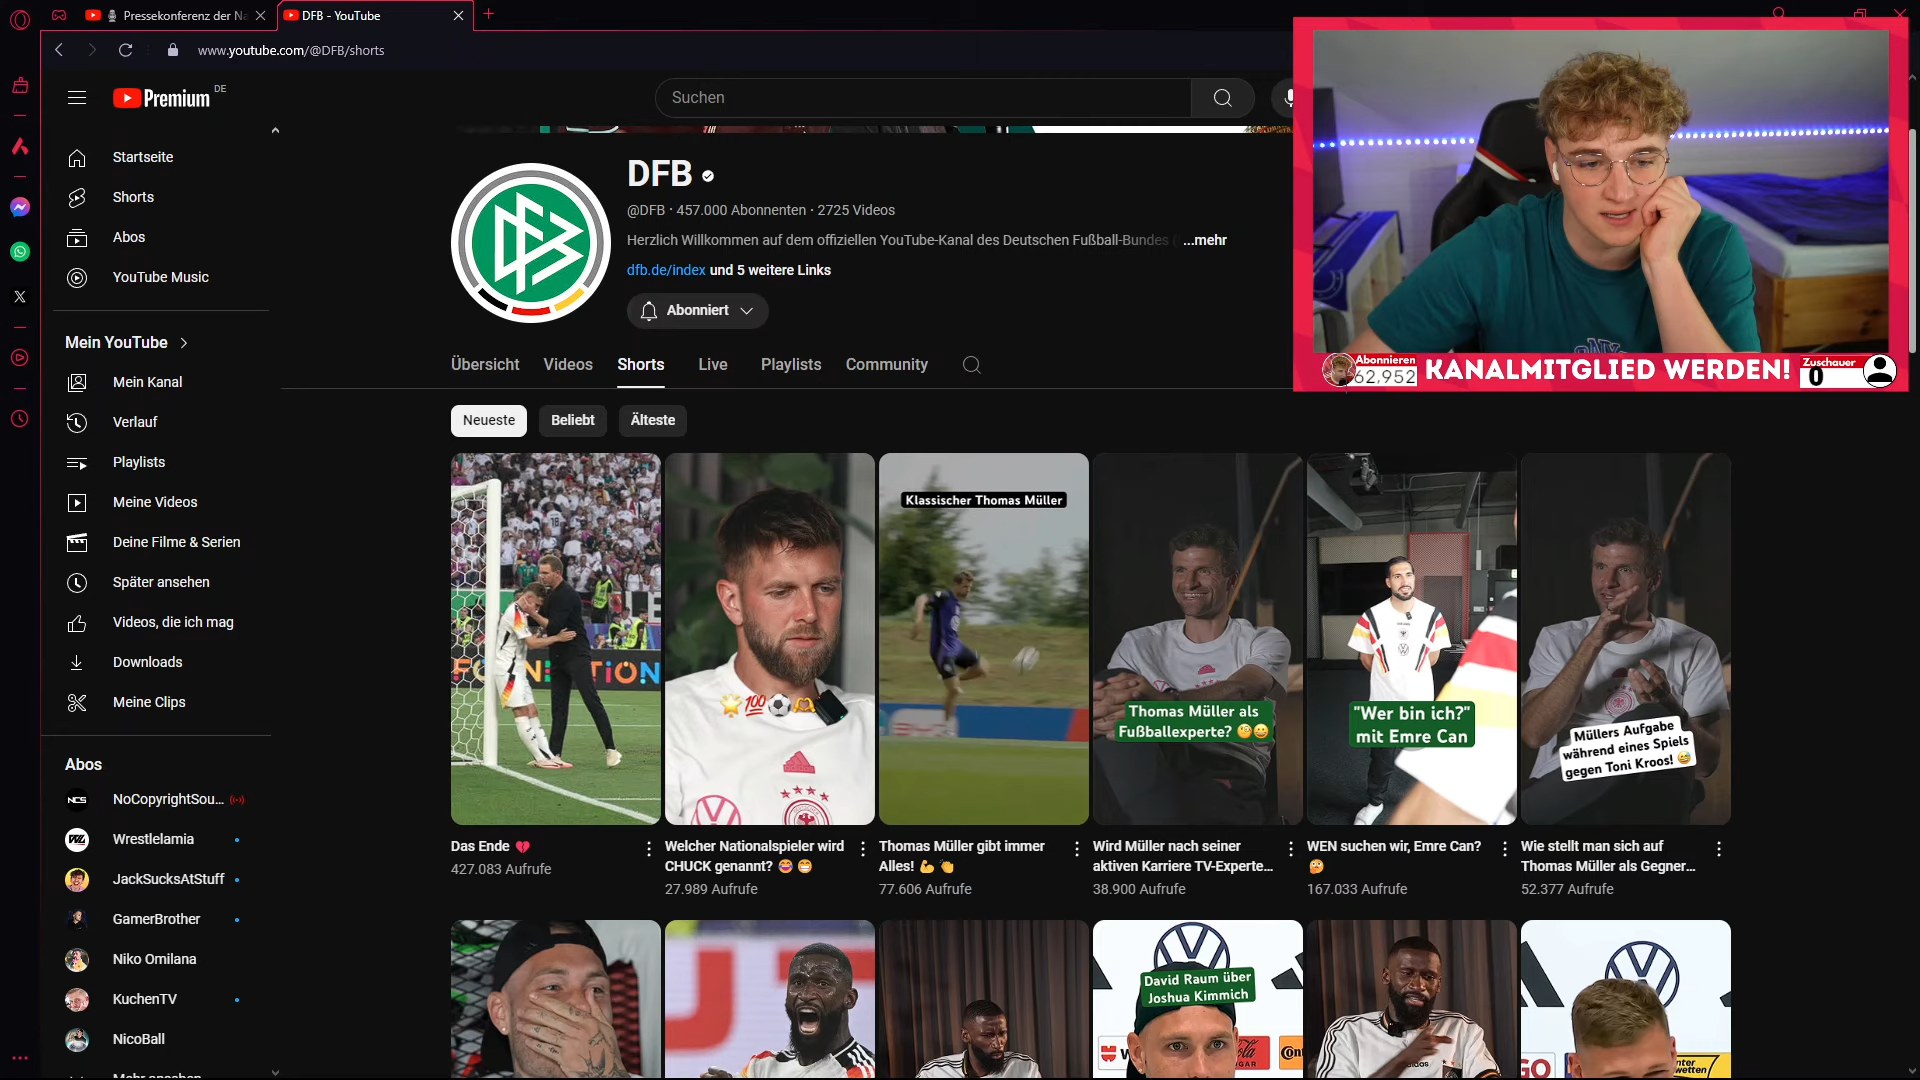 Pressekonferenz der Na
DFB - YouTube
www.youtube.com/@DFB/shorts
Premium
DE
Suchen
Startseite
Shorts
Abos
YouTube Music
Mein YouTube
Mein Kanal
Verlauf
Playlists
Meine Videos
Deine Filme & Serien
Später ansehen
Videos, die ich mag
Downloads
Meine Clips
Abos
NCS
NoCopyrightSou...
Wrestlelamia
JackSucksAtStuff
GamerBrother
Niko Omilana
KuchenTV
NicoBall
Mehr ansehen
DFB
@DFB · 457.000 Abonnenten · 2725 Videos
Herzlich Willkommen auf dem offiziellen YouTube-Kanal des Deutschen Fußball-Bundes (
...mehr
dfb.de/index und 5 weitere Links
Abonniert
Übersicht
Videos
Shorts
Live
Playlists
Community
Neueste
Beliebt
Älteste
Abonnieren
62,952
KANALMITGLIED WERDEN!
Zuschauer
0
Klassischer Thomas Müller
Thomas Müller als
Fußballexperte? 🧐😀
"Wer bin ich?"
mit Emre Can
Müllers Aufgabe
während eines Spiels
gegen Toni Kroos! 😅
🌟💯⚽🫶
Das Ende 💔
427.083 Aufrufe
Welcher Nationalspieler wird
CHUCK genannt? 😂 😁
27.989 Aufrufe
Thomas Müller gibt immer
Alles! 💪 👏
77.606 Aufrufe
Wird Müller nach seiner
aktiven Karriere TV-Experte...
38.900 Aufrufe
WEN suchen wir, Emre Can?
🤔
167.033 Aufrufe
Wie stellt man sich auf
Thomas Müller als Gegner...
52.377 Aufrufe
David Raum über
Joshua Kimmich